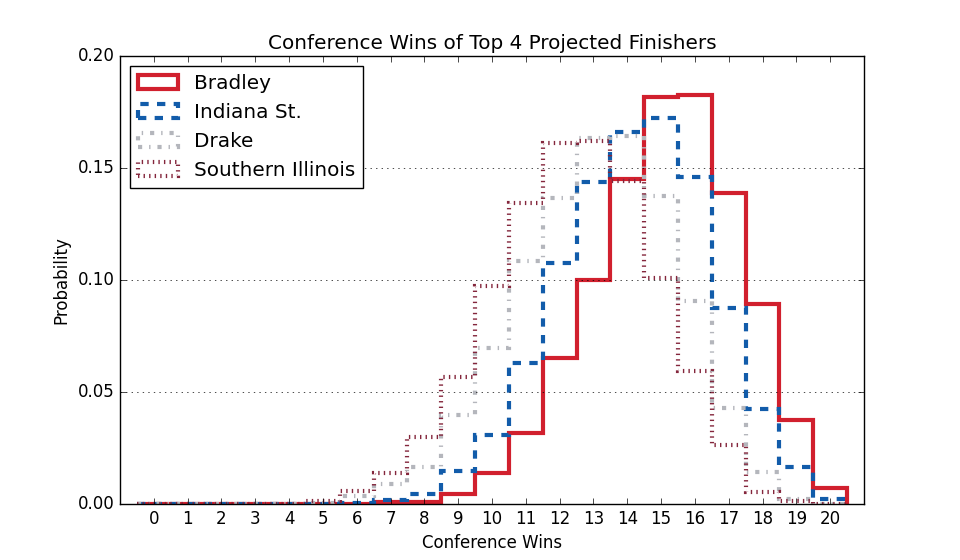 Conference Wins of Top 4 Projected Finishers
0.20
Bradley
Indiana St.
Drake
Southern Illinois
0.15
Probability
0.10
0.05
0.00
0 1 2 3 4 5 6 7 8 9 10 11 12 13 14 15 16 17 18 19 20
Conference Wins